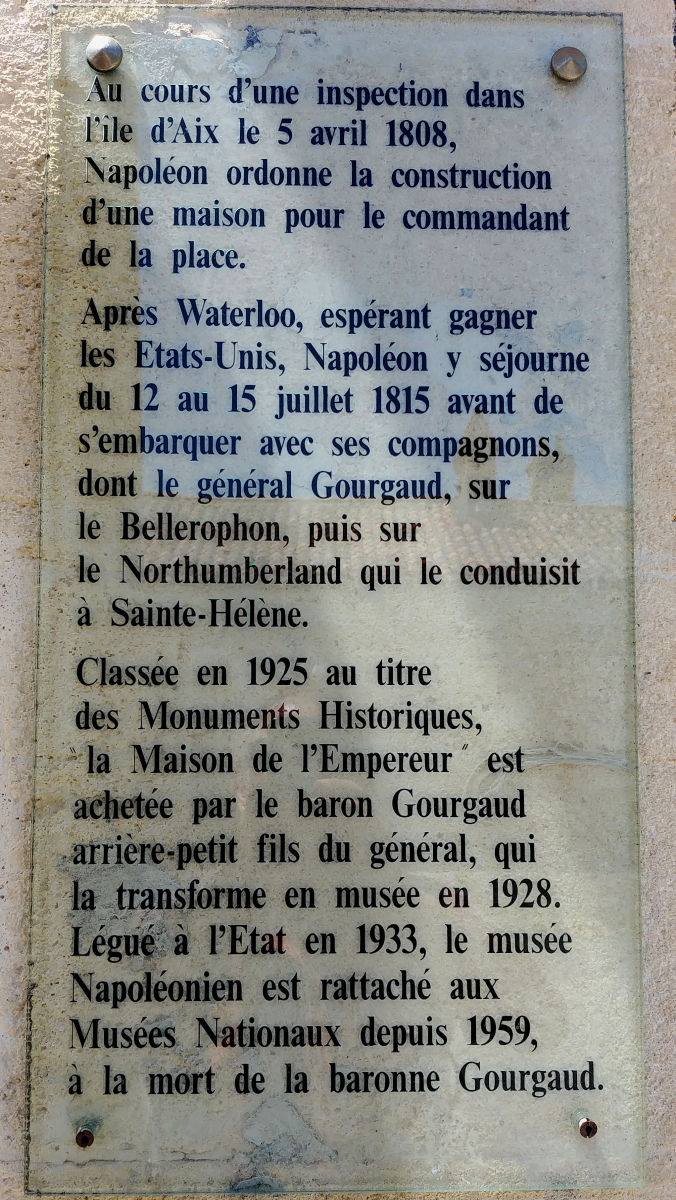 Au cours d'une inspection dans
l'île d'Aix le 5 avril 1808,
Napoléon ordonne la construction
d'une maison pour le commandant
de la place.
Après Waterloo, espérant gagner
les Etats-Unis, Napoléon y séjourne
du 12 au 15 juillet 1815 avant de
s'embarquer avec ses compagnons,
dont le général Gourgaud, sur
le Bellerophon, puis sur
le Northumberland qui le conduisit
à Sainte-Hélène.
Classée en 1925 au titre
des Monuments Historiques,
"la Maison de l'Empereur" est
achetée par le baron Gourgaud
arrière-petit fils du général, qui
la transforme en musée en 1928.
Légué à l'Etat en 1933, le musée
Napoléonien est rattaché aux
Musées Nationaux depuis 1959,
à la mort de la baronne Gourgaud.